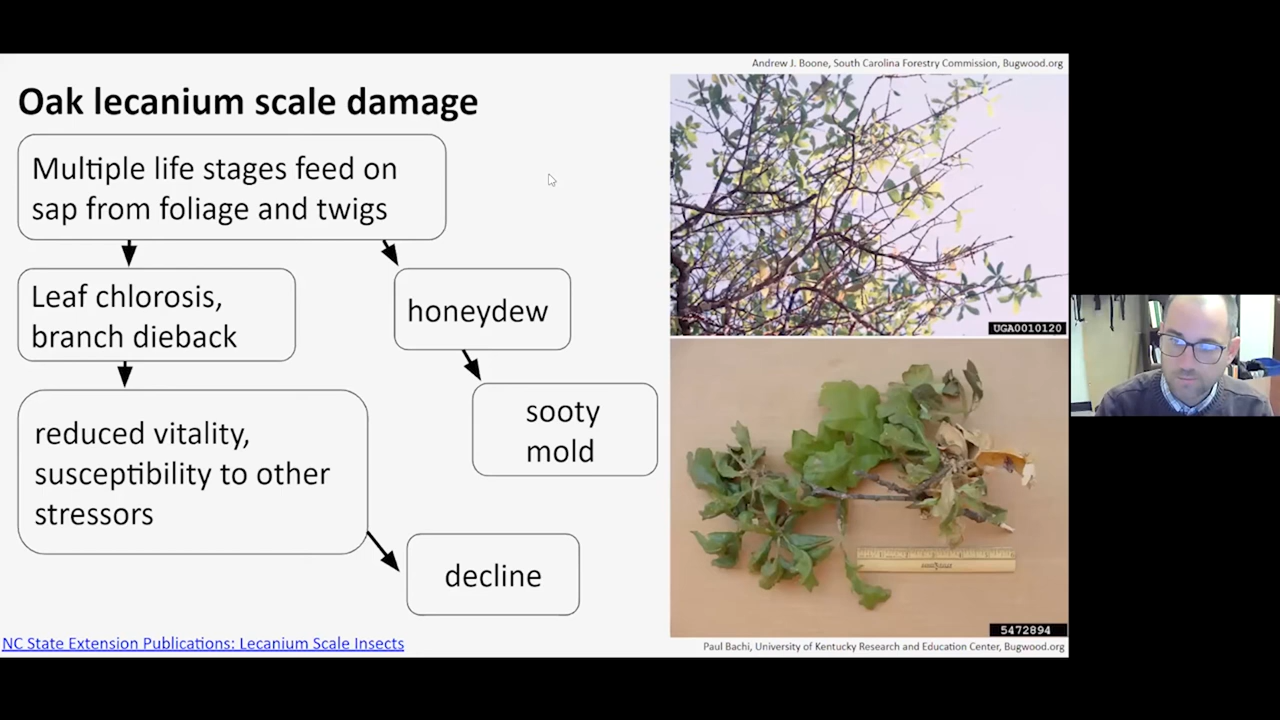 Andrew J. Boone, South Carolina Forestry Commission, Bugwood.org
Oak lecanium scale damage
Multiple life stages feed on
sap from foliage and twigs
Leaf chlorosis,
branch dieback
honeydew
reduced vitality,
susceptibility to other
stressors
sooty
mold
decline
NC State Extension Publications: Lecanium Scale Insects
UGA0010120
5472894
Paul Bachi, University of Kentucky Research and Education Center, Bugwood.org